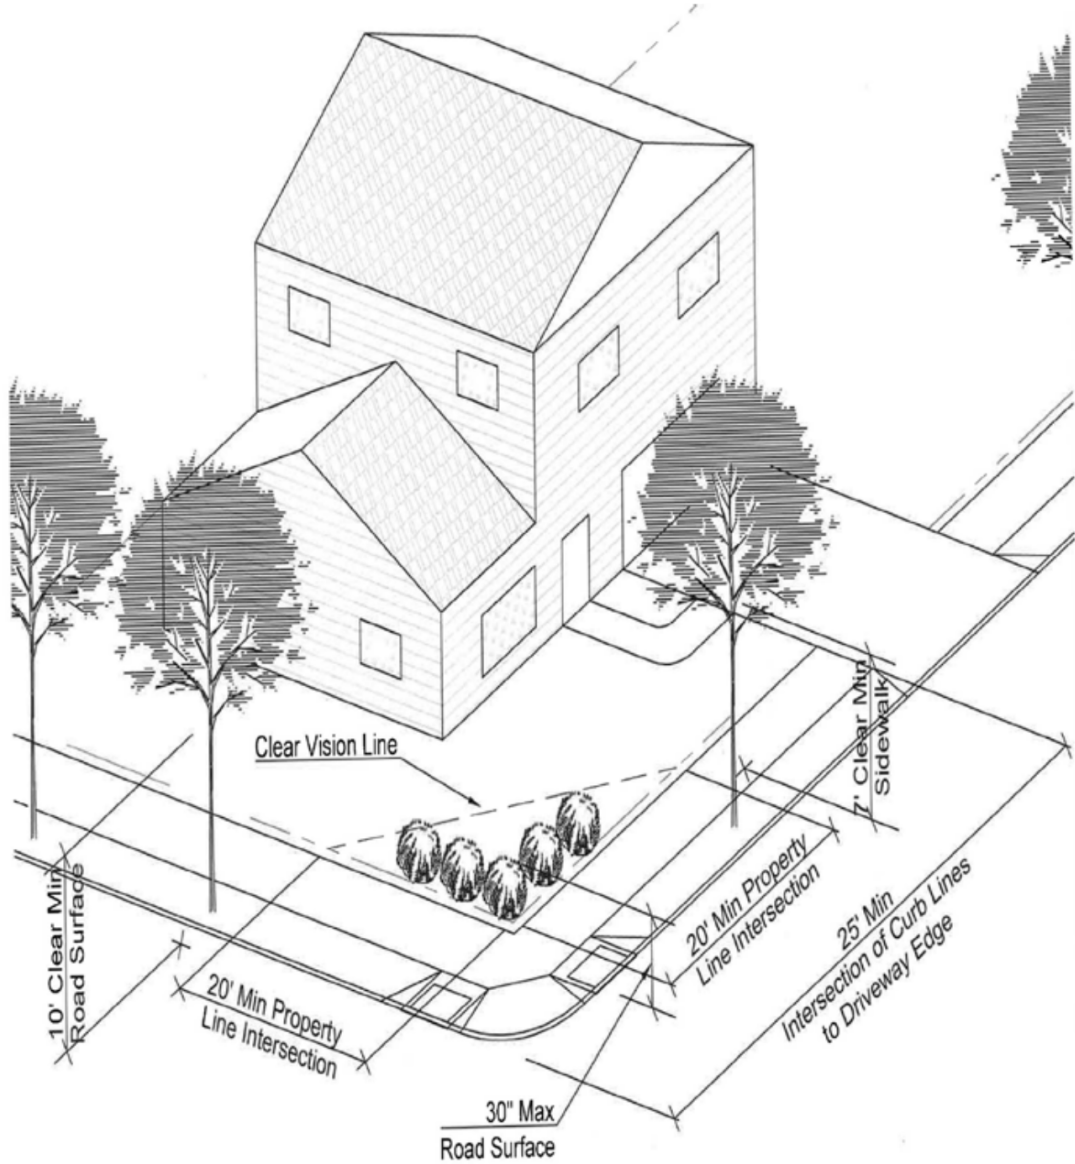 Clear Vision Line
7' Clear Min
Sidewalk
10' Clear Min
Road Surface
20' Min Property
Line Intersection
20' Min Property
Line Intersection
25' Min
Intersection of Curb Lines
to Driveway Edge
30" Max
Road Surface